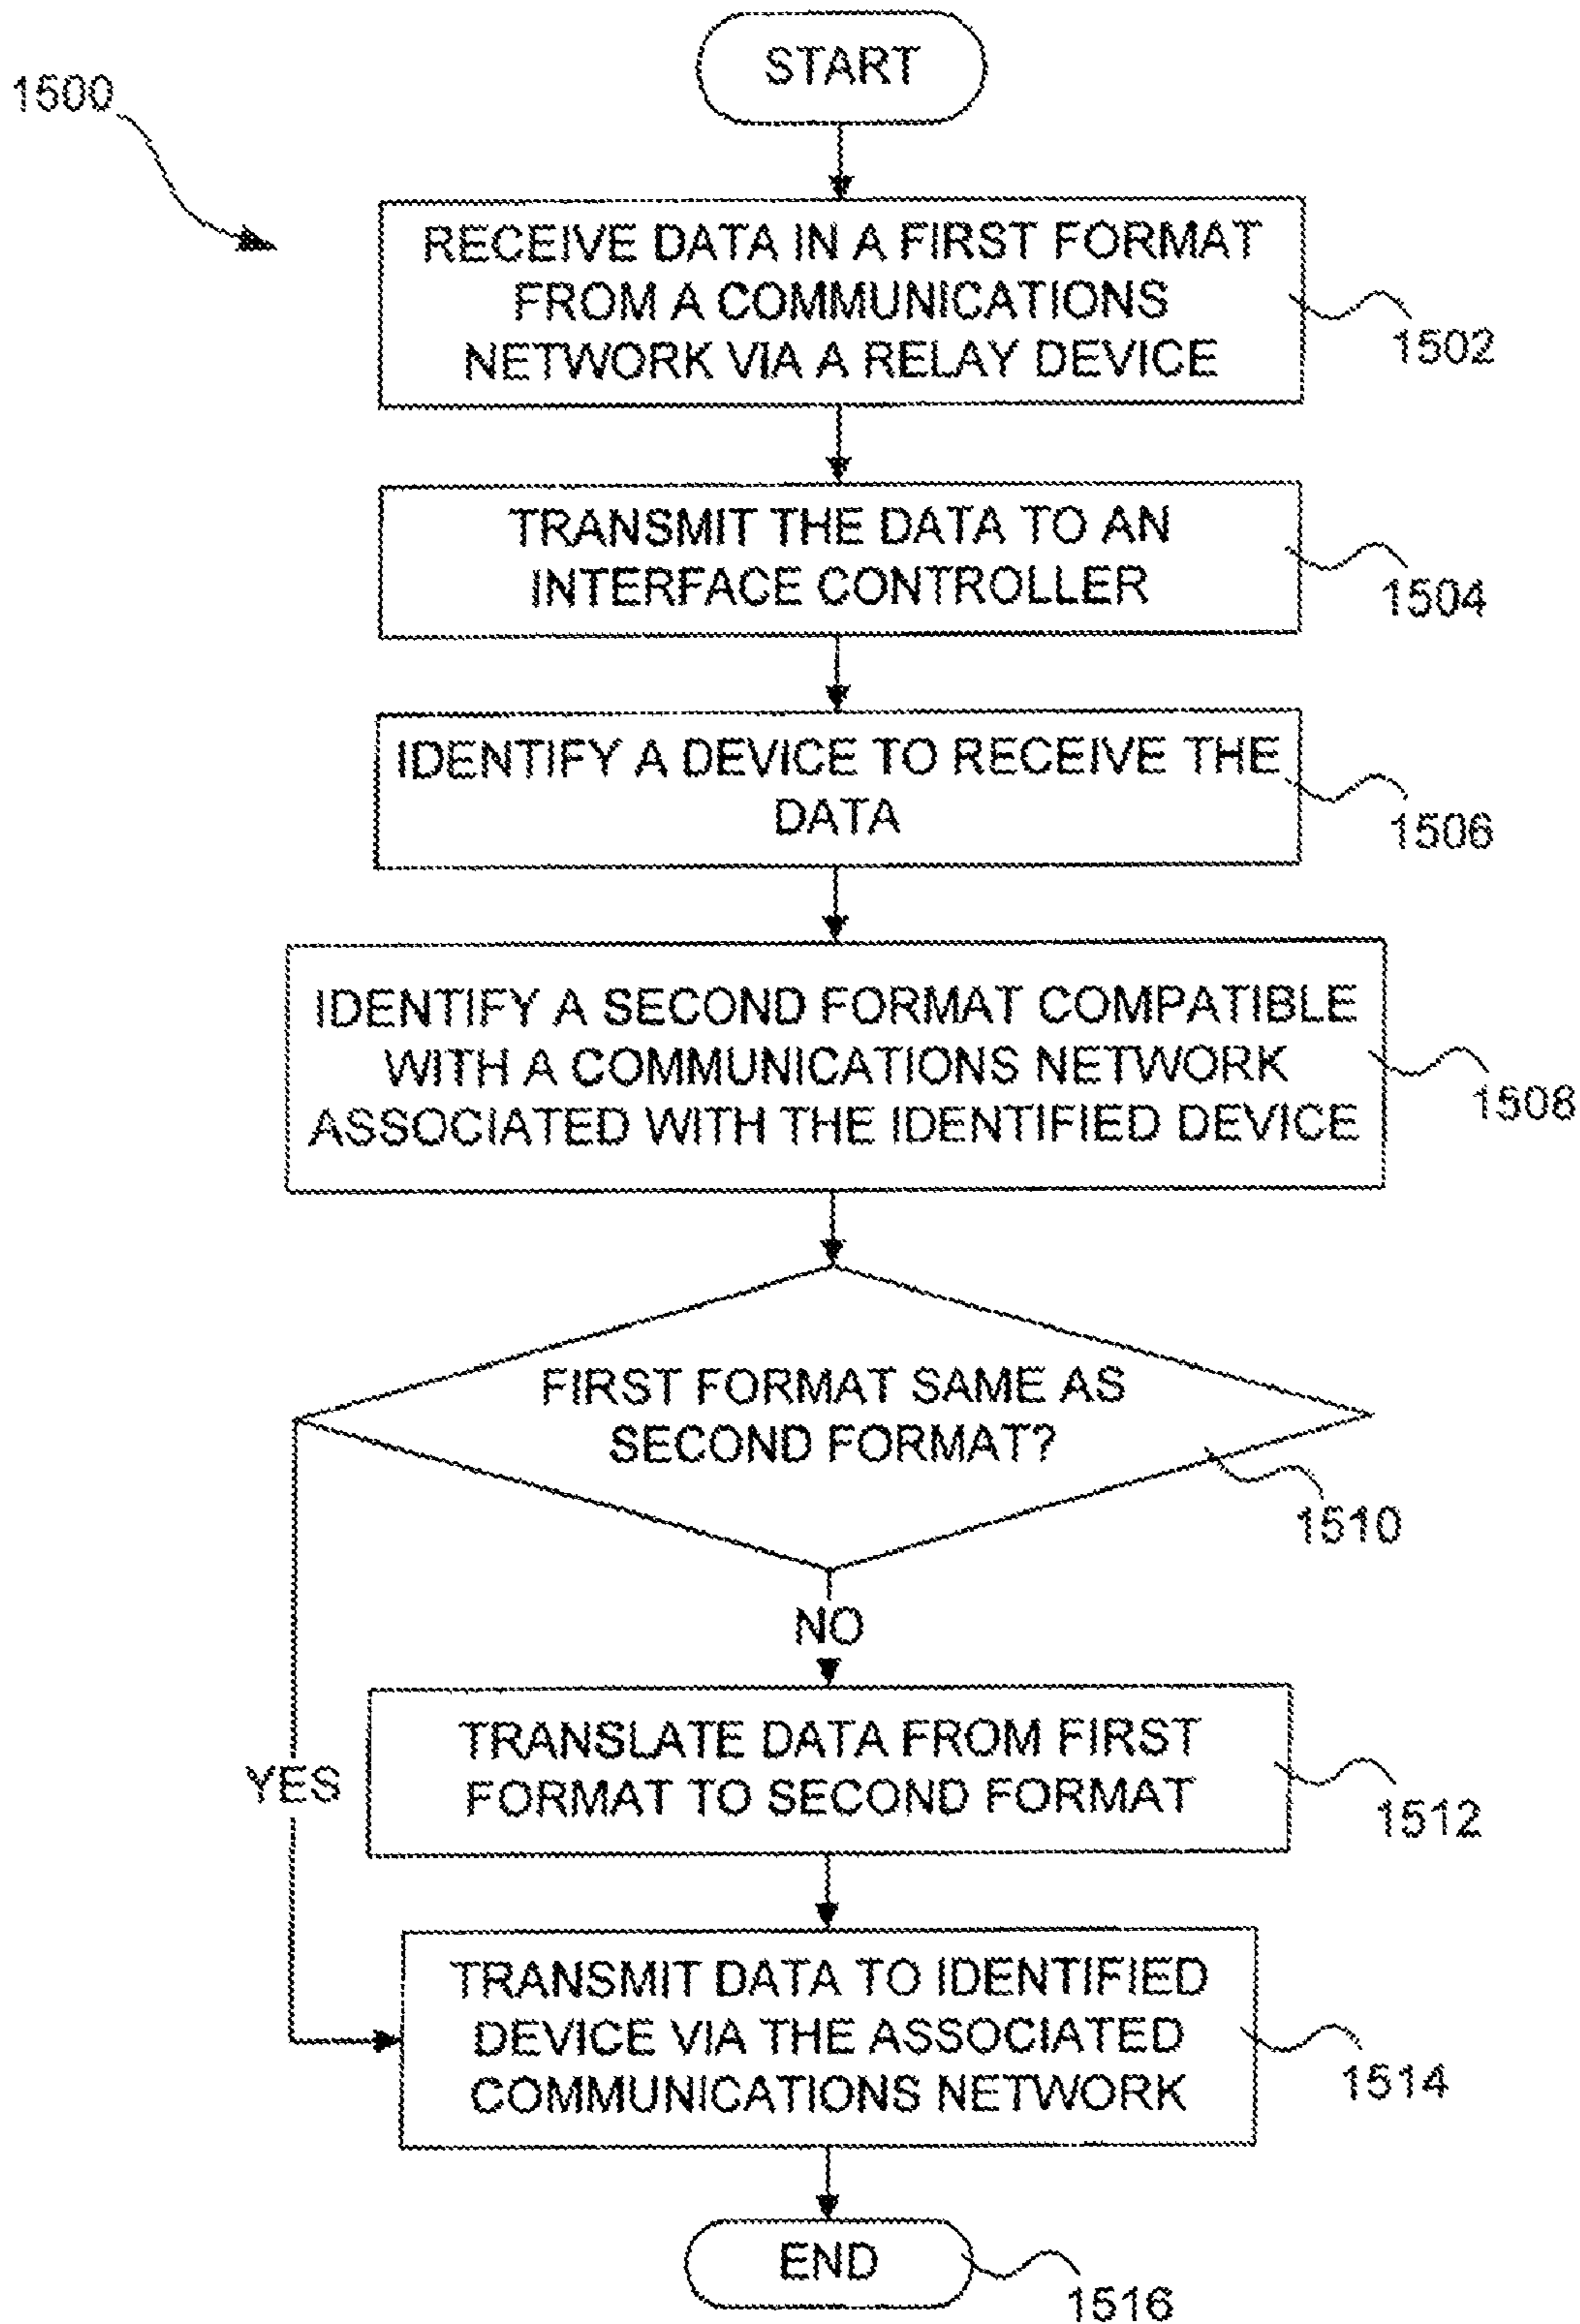 START
1500
RECEIVE DATA IN A FIRST FORMAT
FROM A COMMUNICATIONS
NETWORK VIA A RELAY DEVICE
1502
TRANSMIT THE DATA TO AN
INTERFACE CONTROLLER
1504
IDENTIFY A DEVICE TO RECEIVE THE
DATA
1506
IDENTIFY A SECOND FORMAT COMPATIBLE
WITH A COMMUNICATIONS NETWORK
ASSOCIATED WITH THE IDENTIFIED DEVICE
1508
FIRST FORMAT SAME AS
SECOND FORMAT?
1510
NO
YES
TRANSLATE DATA FROM FIRST
FORMAT TO SECOND FORMAT
1512
TRANSMIT DATA TO IDENTIFIED
DEVICE VIA THE ASSOCIATED
COMMUNICATIONS NETWORK
1514
END
1516